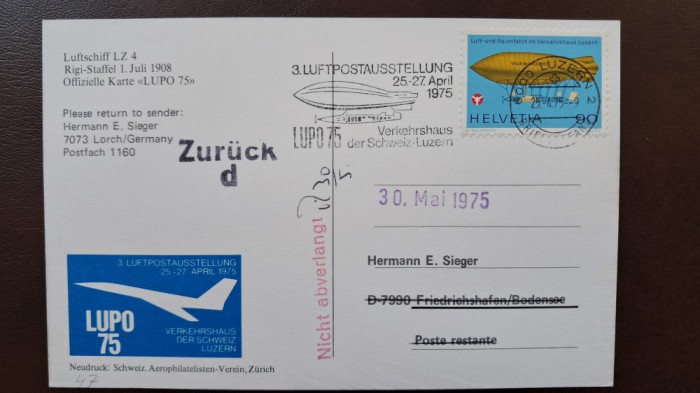 Luftschiff LZ 4
Rigi-Staffel 1. Juli 1908
Offizielle Karte «LUPO 75»
Please return to sender:
Hermann E. Sieger
7073 Lorch/Germany
Postfach 1160
Zurück
d
3. LUFTPOSTAUSSTELLUNG
25-27. April
1975
LUPO 75
Verkehrshaus
der Schweiz-Luzern
Luft- und Raumfahrt im Verkehrshaus Luzern
6000 LUZERN 2
HELVETIA 90
Nicht abverlangt
30. Mai 1975
Hermann E. Sieger
D-7990 Friedrichshafen/Bodensee
Poste restante
3. LUFTPOSTAUSSTELLUNG
25-27. APRIL 1975
LUPO
75
VERKEHRSHAUS
DER SCHWEIZ
LUZERN
Neudruck: Schweiz. Aerophilatelisten-Verein, Zürich
47